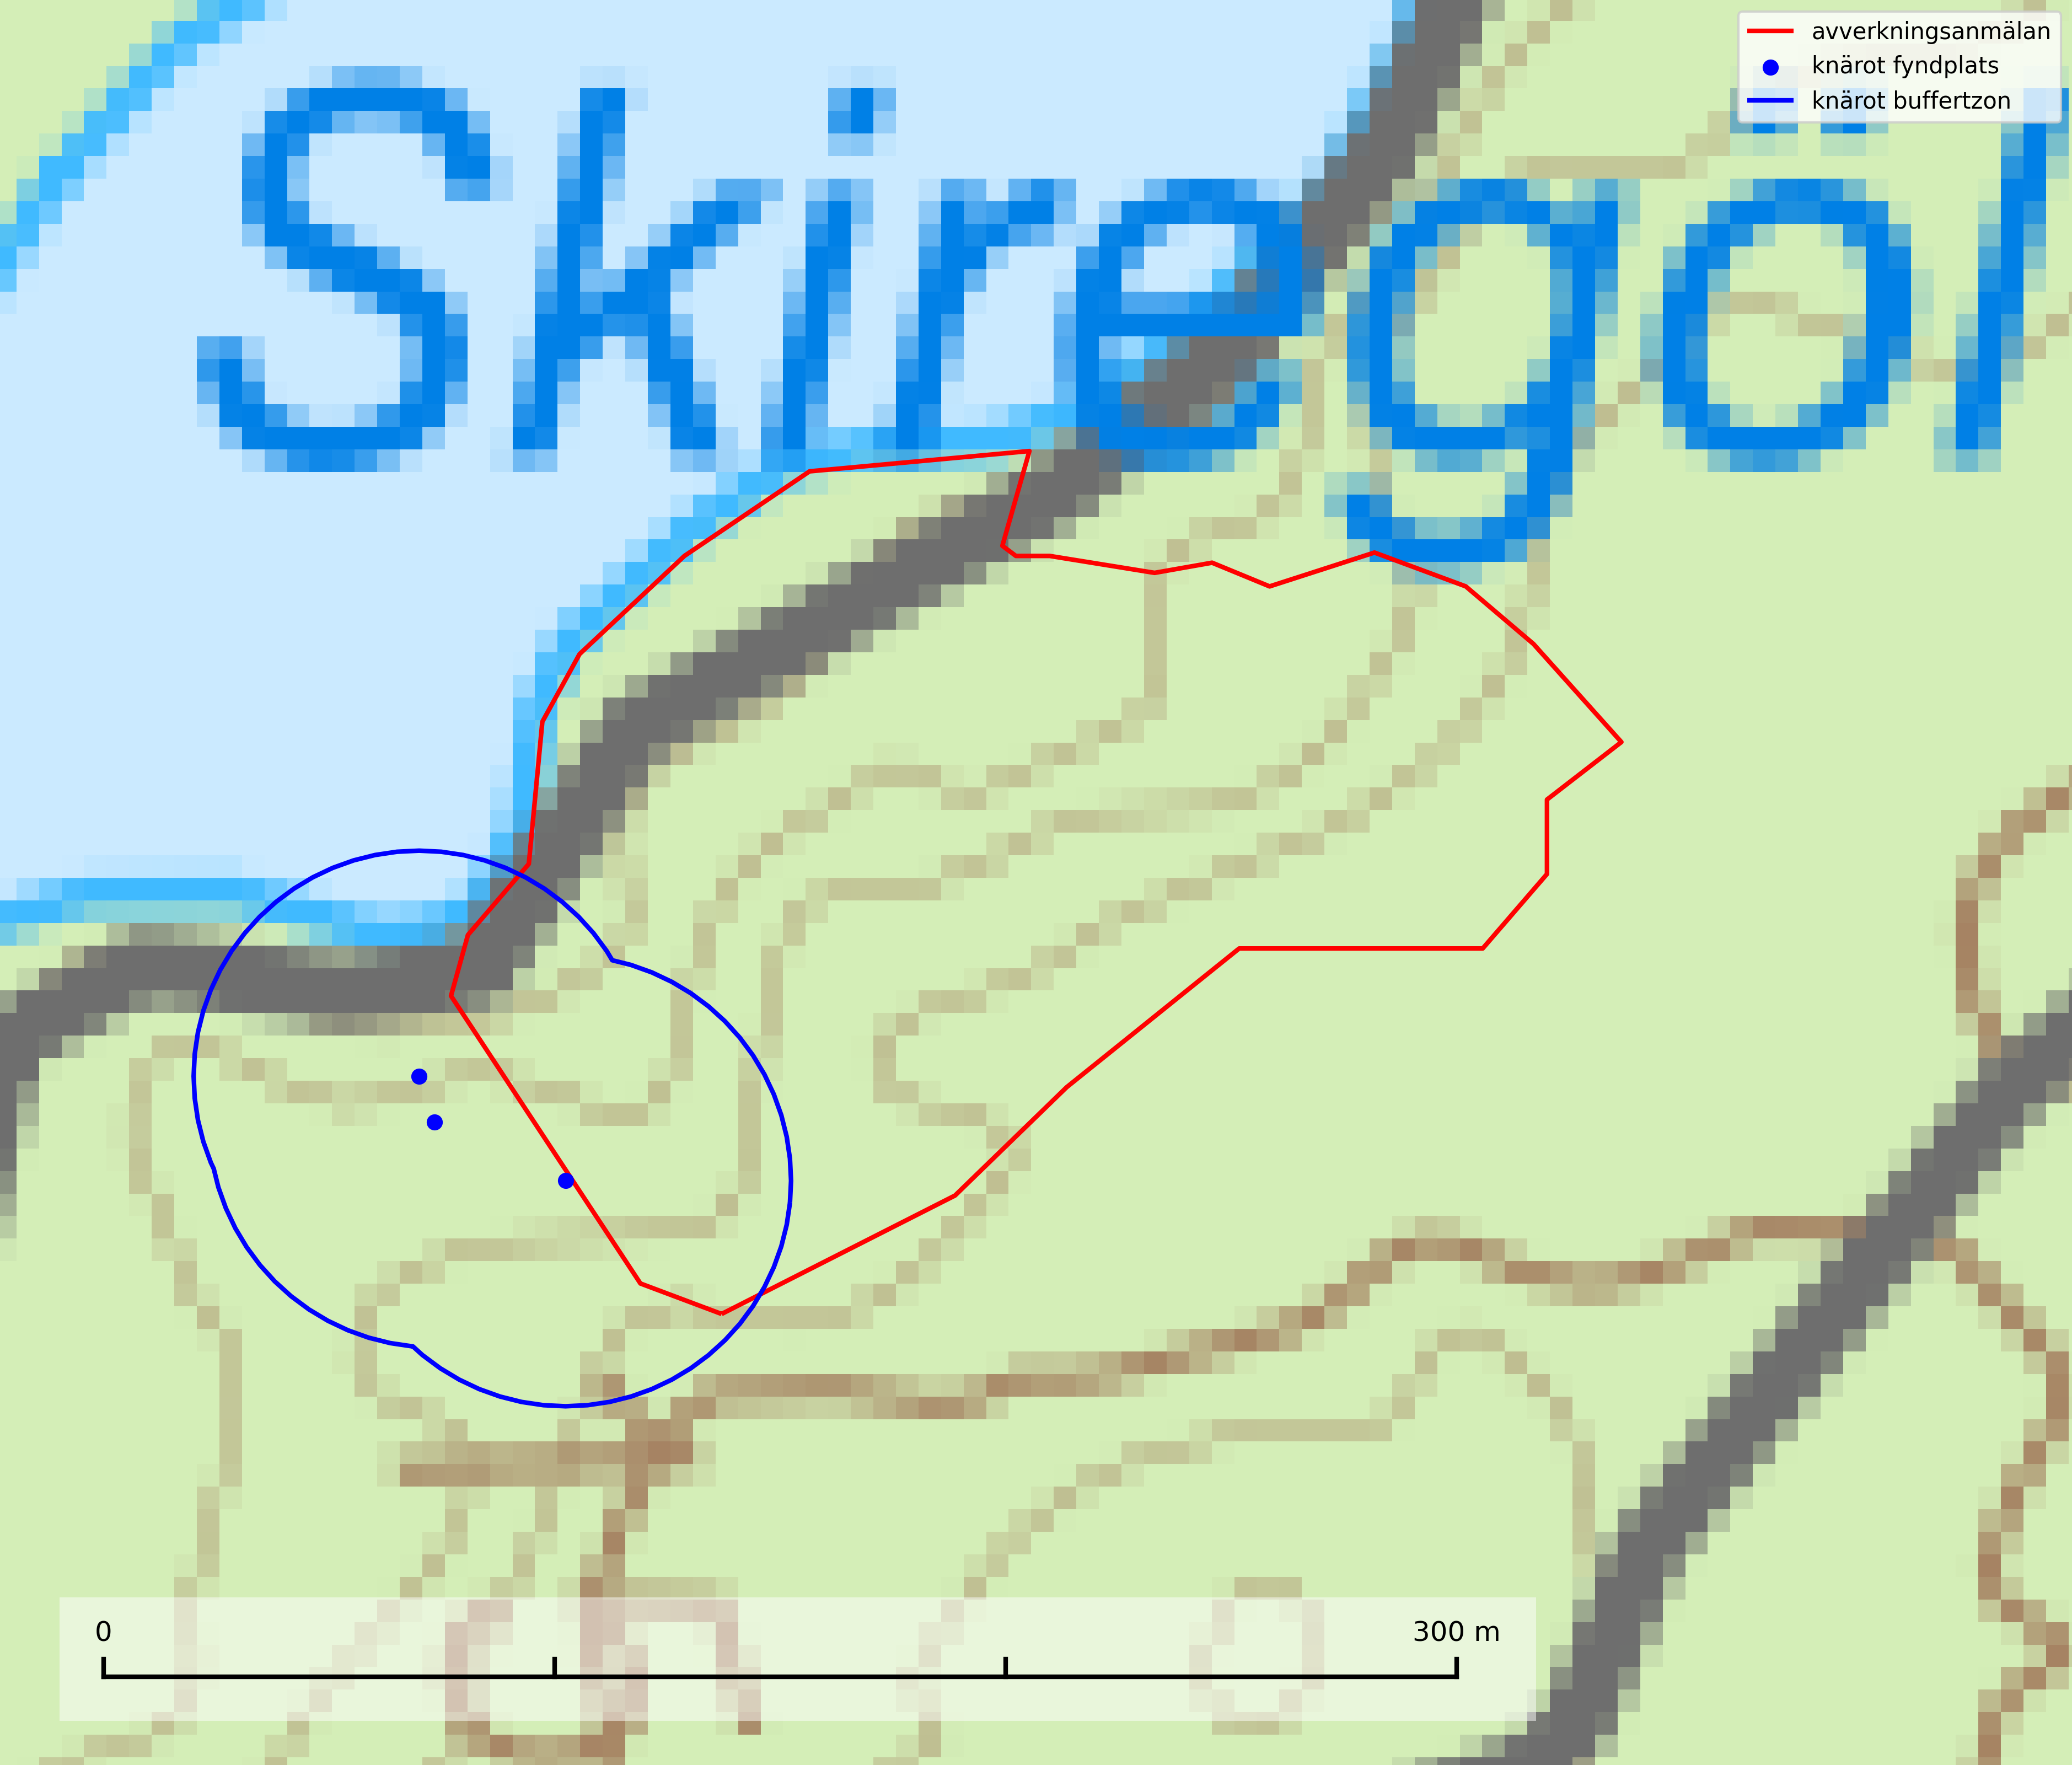 avverkningsanmälan
knärot fyndplats
knärot buffertzon
Skiregöl
0 300 m